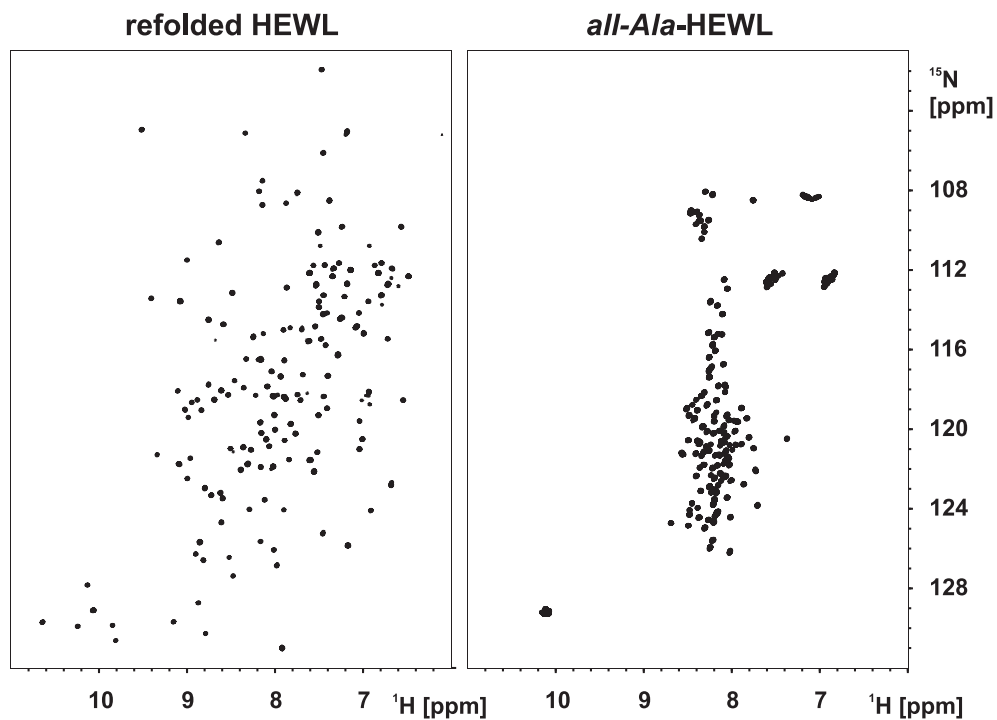 refolded HEWL
all-Ala-HEWL
¹⁵N
[ppm]
108
112
116
120
124
128
10 9 8 7 ¹H [ppm]
10 9 8 7 ¹H [ppm]